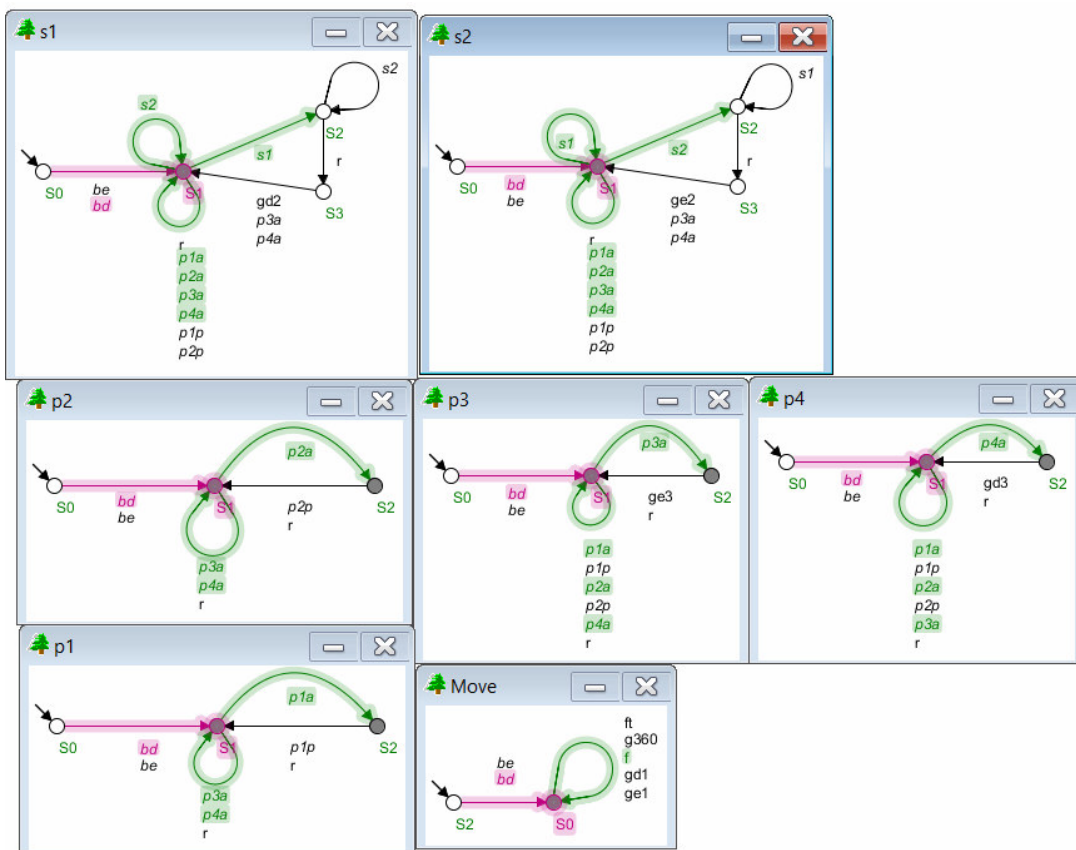 s1
s2
s2
S2
s1
r
S0
be
bd
S1
gd2
p3a
p4a
S3
r
p1a
p2a
p3a
p4a
p1p
p2p
s2
s1
S2
s1
s2
r
S0
bd
be
S1
ge2
p3a
p4a
S3
r
p1a
p2a
p3a
p4a
p1p
p2p
p2
p2a
S0
bd
be
S1
p2p
r
S2
p3a
p4a
r
p3
p3a
S0
bd
be
S1
ge3
r
S2
p1a
p1p
p2a
p2p
p4a
r
p4
p4a
S0
bd
be
S1
gd3
r
S2
p1a
p1p
p2a
p2p
p3a
r
p1
p1a
S0
bd
be
S1
p1p
r
S2
p3a
p4a
r
Move
ft
g360
f
gd1
ge1
be
bd
S2
S0